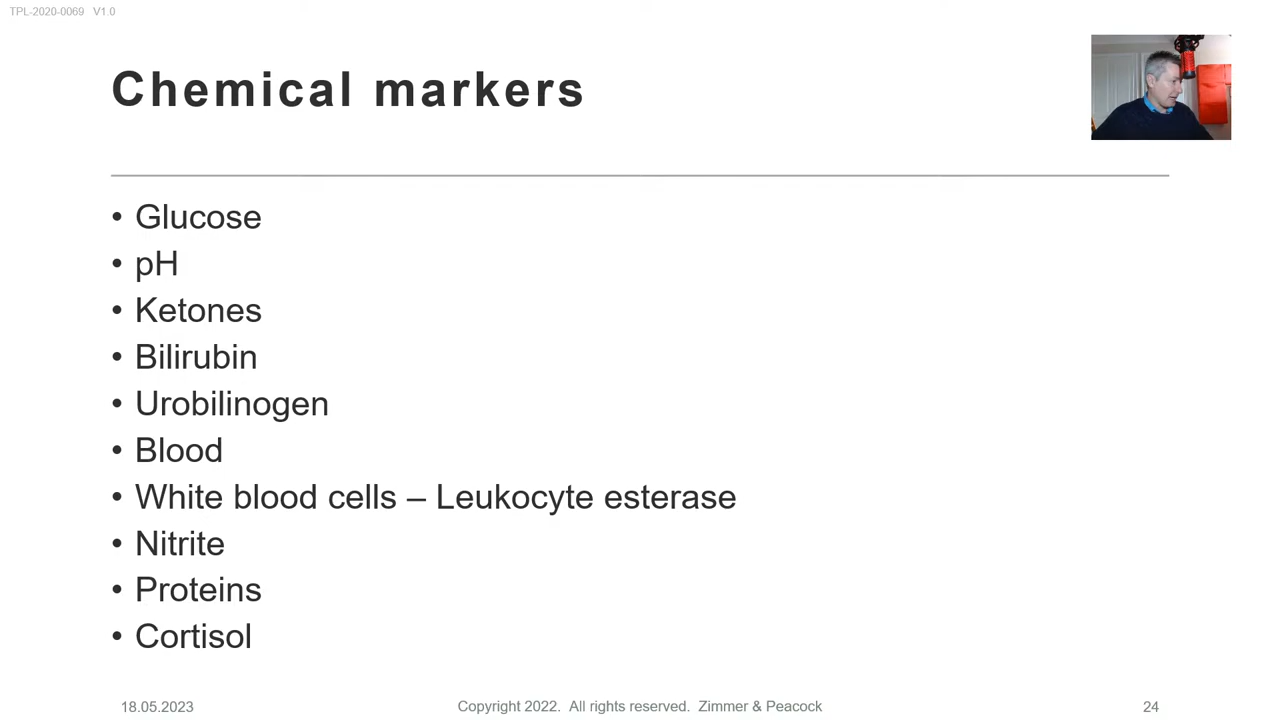 TPL-2020-0069 V1.0
Chemical markers
• Glucose
• pH
• Ketones
• Bilirubin
• Urobilinogen
• Blood
• White blood cells – Leukocyte esterase
• Nitrite
• Proteins
• Cortisol
18.05.2023 Copyright 2022. All rights reserved. Zimmer & Peacock 24